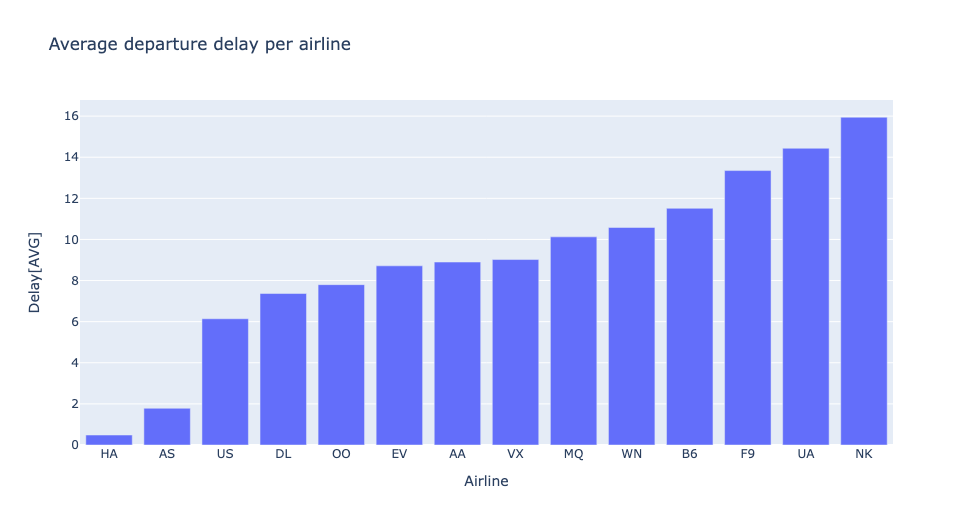 Average departure delay per airline
16
14
12
10
8
6
4
2
0
Delay[AVG]
HA AS US DL OO EV AA VX MQ WN B6 F9 UA NK
Airline